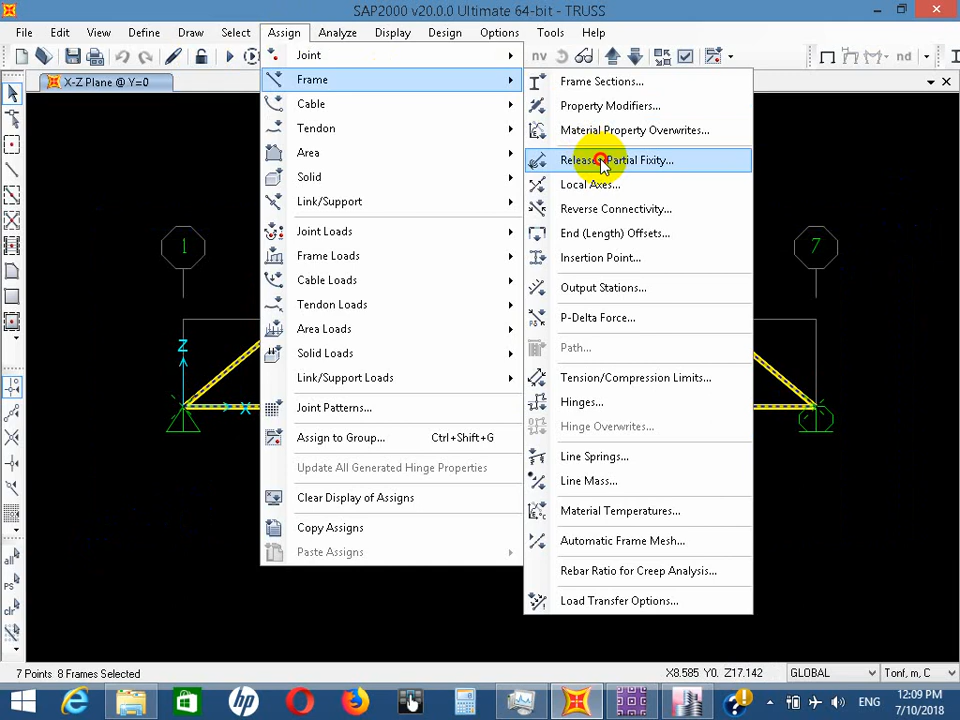 SAP2000 v20.0.0 Ultimate 64-bit - TRUSS
File Edit View Define Draw Select Assign Analyze Display Design Options Tools Help
nv
nd
X-Z Plane @ Y=0
Joint
Frame
Cable
Tendon
Area
Solid
Link/Support
Joint Loads
Frame Loads
Cable Loads
Tendon Loads
Area Loads
Solid Loads
Link/Support Loads
Joint Patterns...
Assign to Group... Ctrl+Shift+G
Update All Generated Hinge Properties
Clear Display of Assigns
Copy Assigns
Paste Assigns
Frame Sections...
Property Modifiers...
Material Property Overwrites...
Partial Fixity...
Local Axes...
Reverse Connectivity...
End (Length) Offsets...
Insertion Point...
Output Stations...
P-Delta Force...
Path...
Tension/Compression Limits...
Hinges...
Hinge Overwrites...
Line Springs...
Line Mass...
Material Temperatures...
Automatic Frame Mesh...
Rebar Ratio for Creep Analysis...
Load Transfer Options...
1
7
Z
X
all
PS
clr
7 Points 8 Frames Selected
X8.585 Y0. Z17.142
GLOBAL
Tonf, m, C
ENG
12:09 PM
7/10/2018